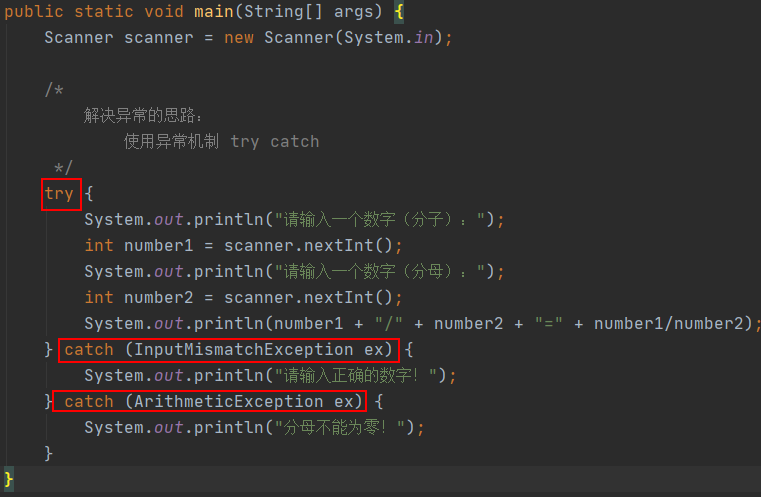 public static void main(String[] args) {
Scanner scanner = new Scanner(System.in);
/*
解决异常的思路：
使用异常机制 try catch
*/
try {
System.out.println("请输入一个数字（分子）：");
int number1 = scanner.nextInt();
System.out.println("请输入一个数字（分母）：");
int number2 = scanner.nextInt();
System.out.println(number1 + "/" + number2 + "=" + number1/number2);
} catch (InputMismatchException ex) {
System.out.println("请输入正确的数字！");
} catch (ArithmeticException ex) {
System.out.println("分母不能为零！");
}
}